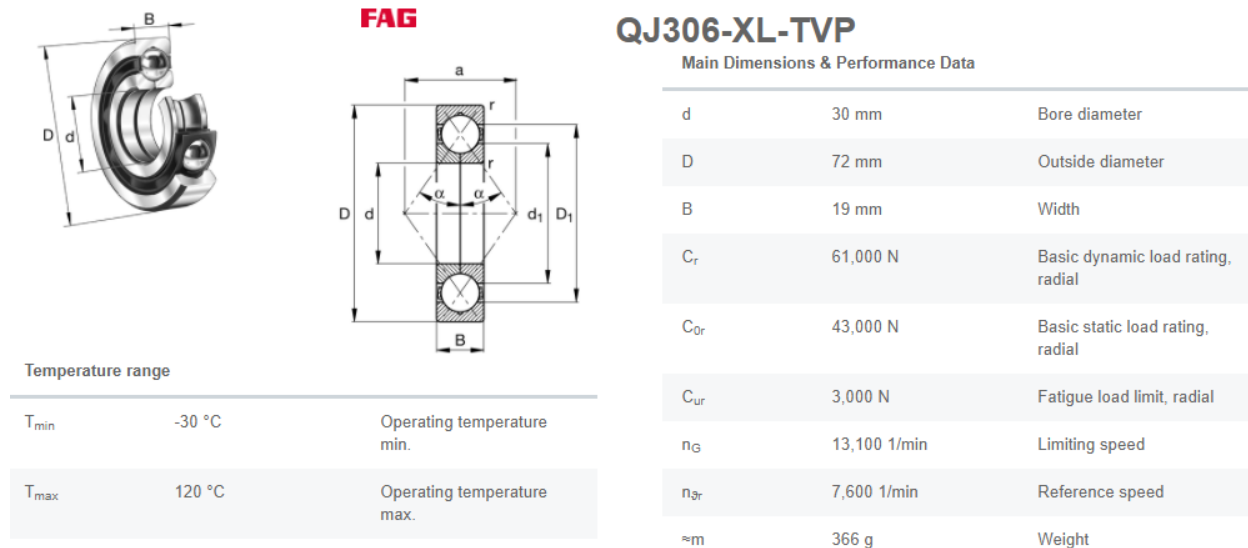 FAG
QJ306-XL-TVP
B
D
d
a
r
r
α
α
D
d
d₁
D₁
B
Temperature range
Tmin -30 °C Operating temperature
min.
Tmax 120 °C Operating temperature
max.
Main Dimensions & Performance Data
d 30 mm Bore diameter
D 72 mm Outside diameter
B 19 mm Width
Cr 61,000 N Basic dynamic load rating,
radial
C0r 43,000 N Basic static load rating,
radial
Cur 3,000 N Fatigue load limit, radial
nG 13,100 1/min Limiting speed
nϑr 7,600 1/min Reference speed
≈m 366 g Weight